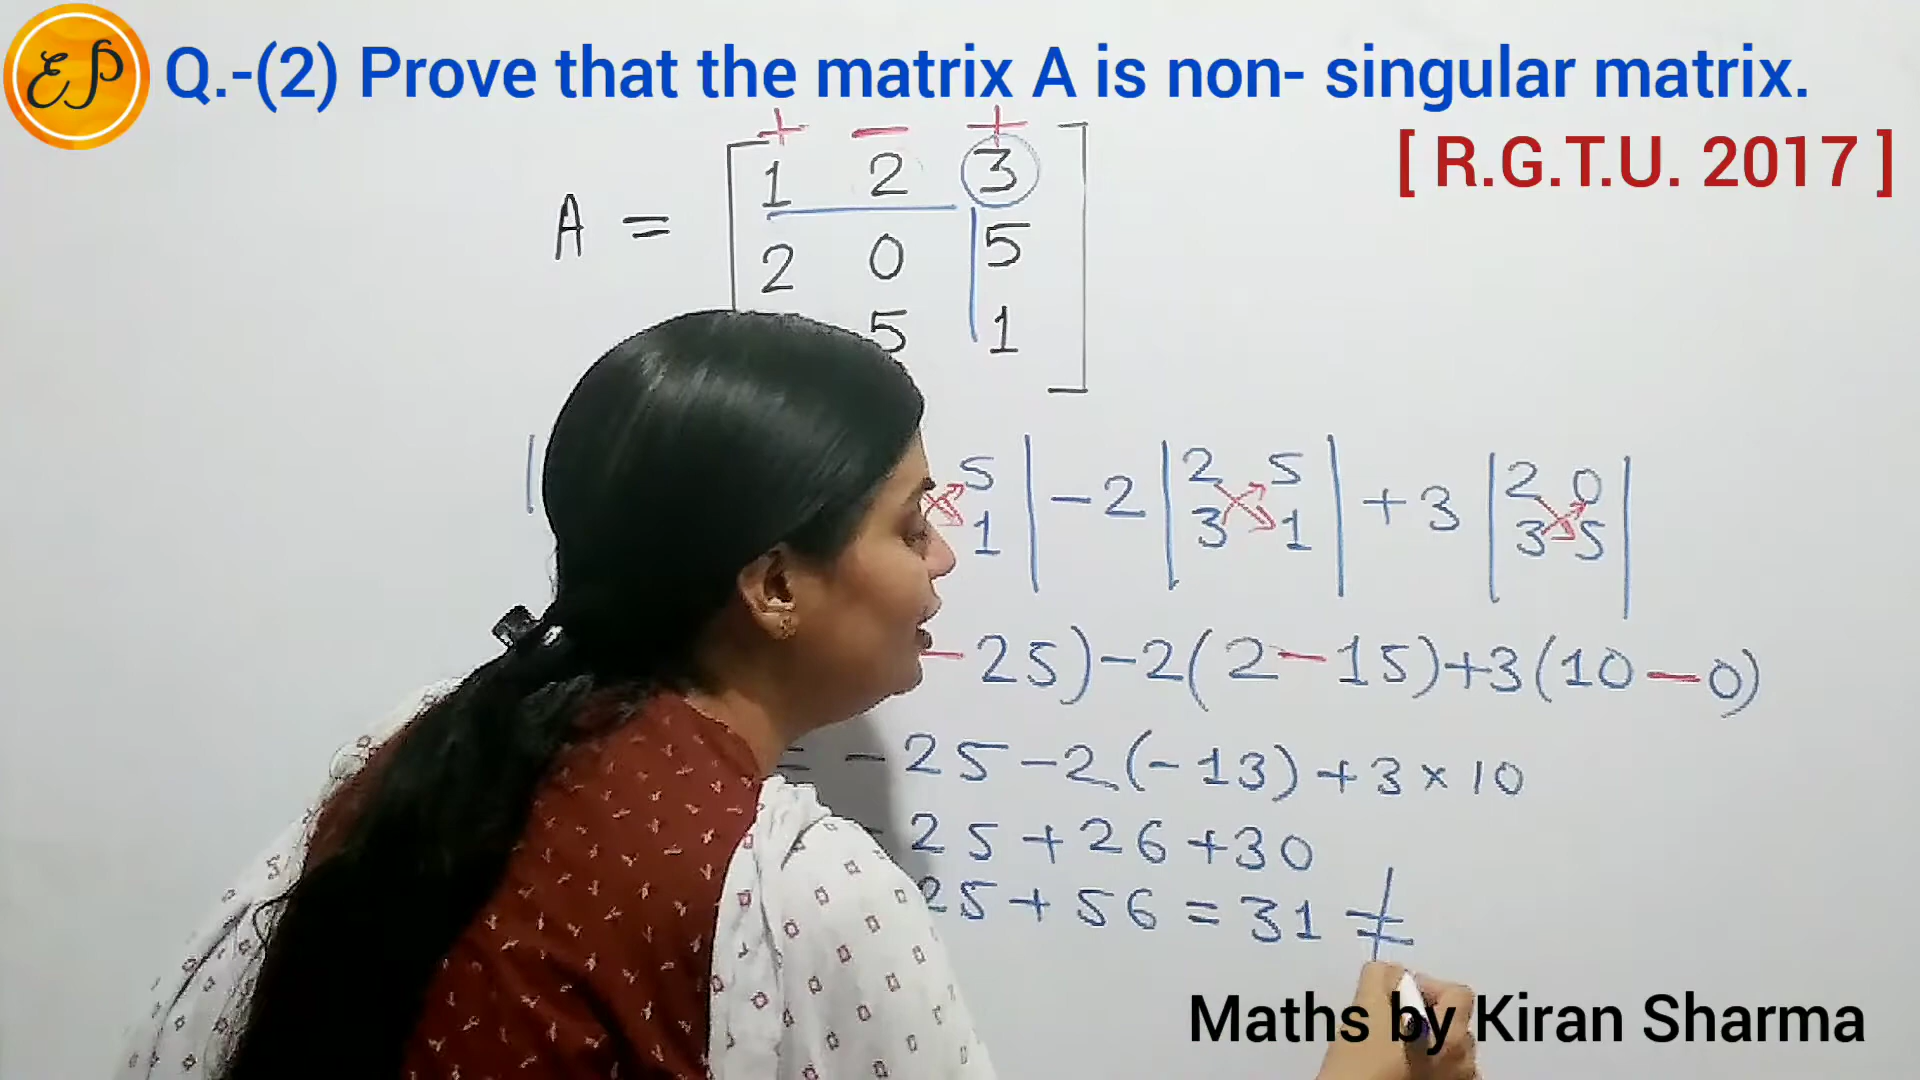 EP
Q.-(2) Prove that the matrix A is non- singular matrix.
[ R.G.T.U. 2017 ]
+ − +
1 2 3
A =
2 0 5
5 1
5 | −2 | 2 5 | +3 | 2 0 |
1 | 3 1 | 3 5 |
− 25) −2 ( 2 − 15) +3 (10 − 0)
= − 25 − 2 (−13) + 3 × 10
25 + 26 + 30
25 + 56 = 31 ≠
Maths by Kiran Sharma